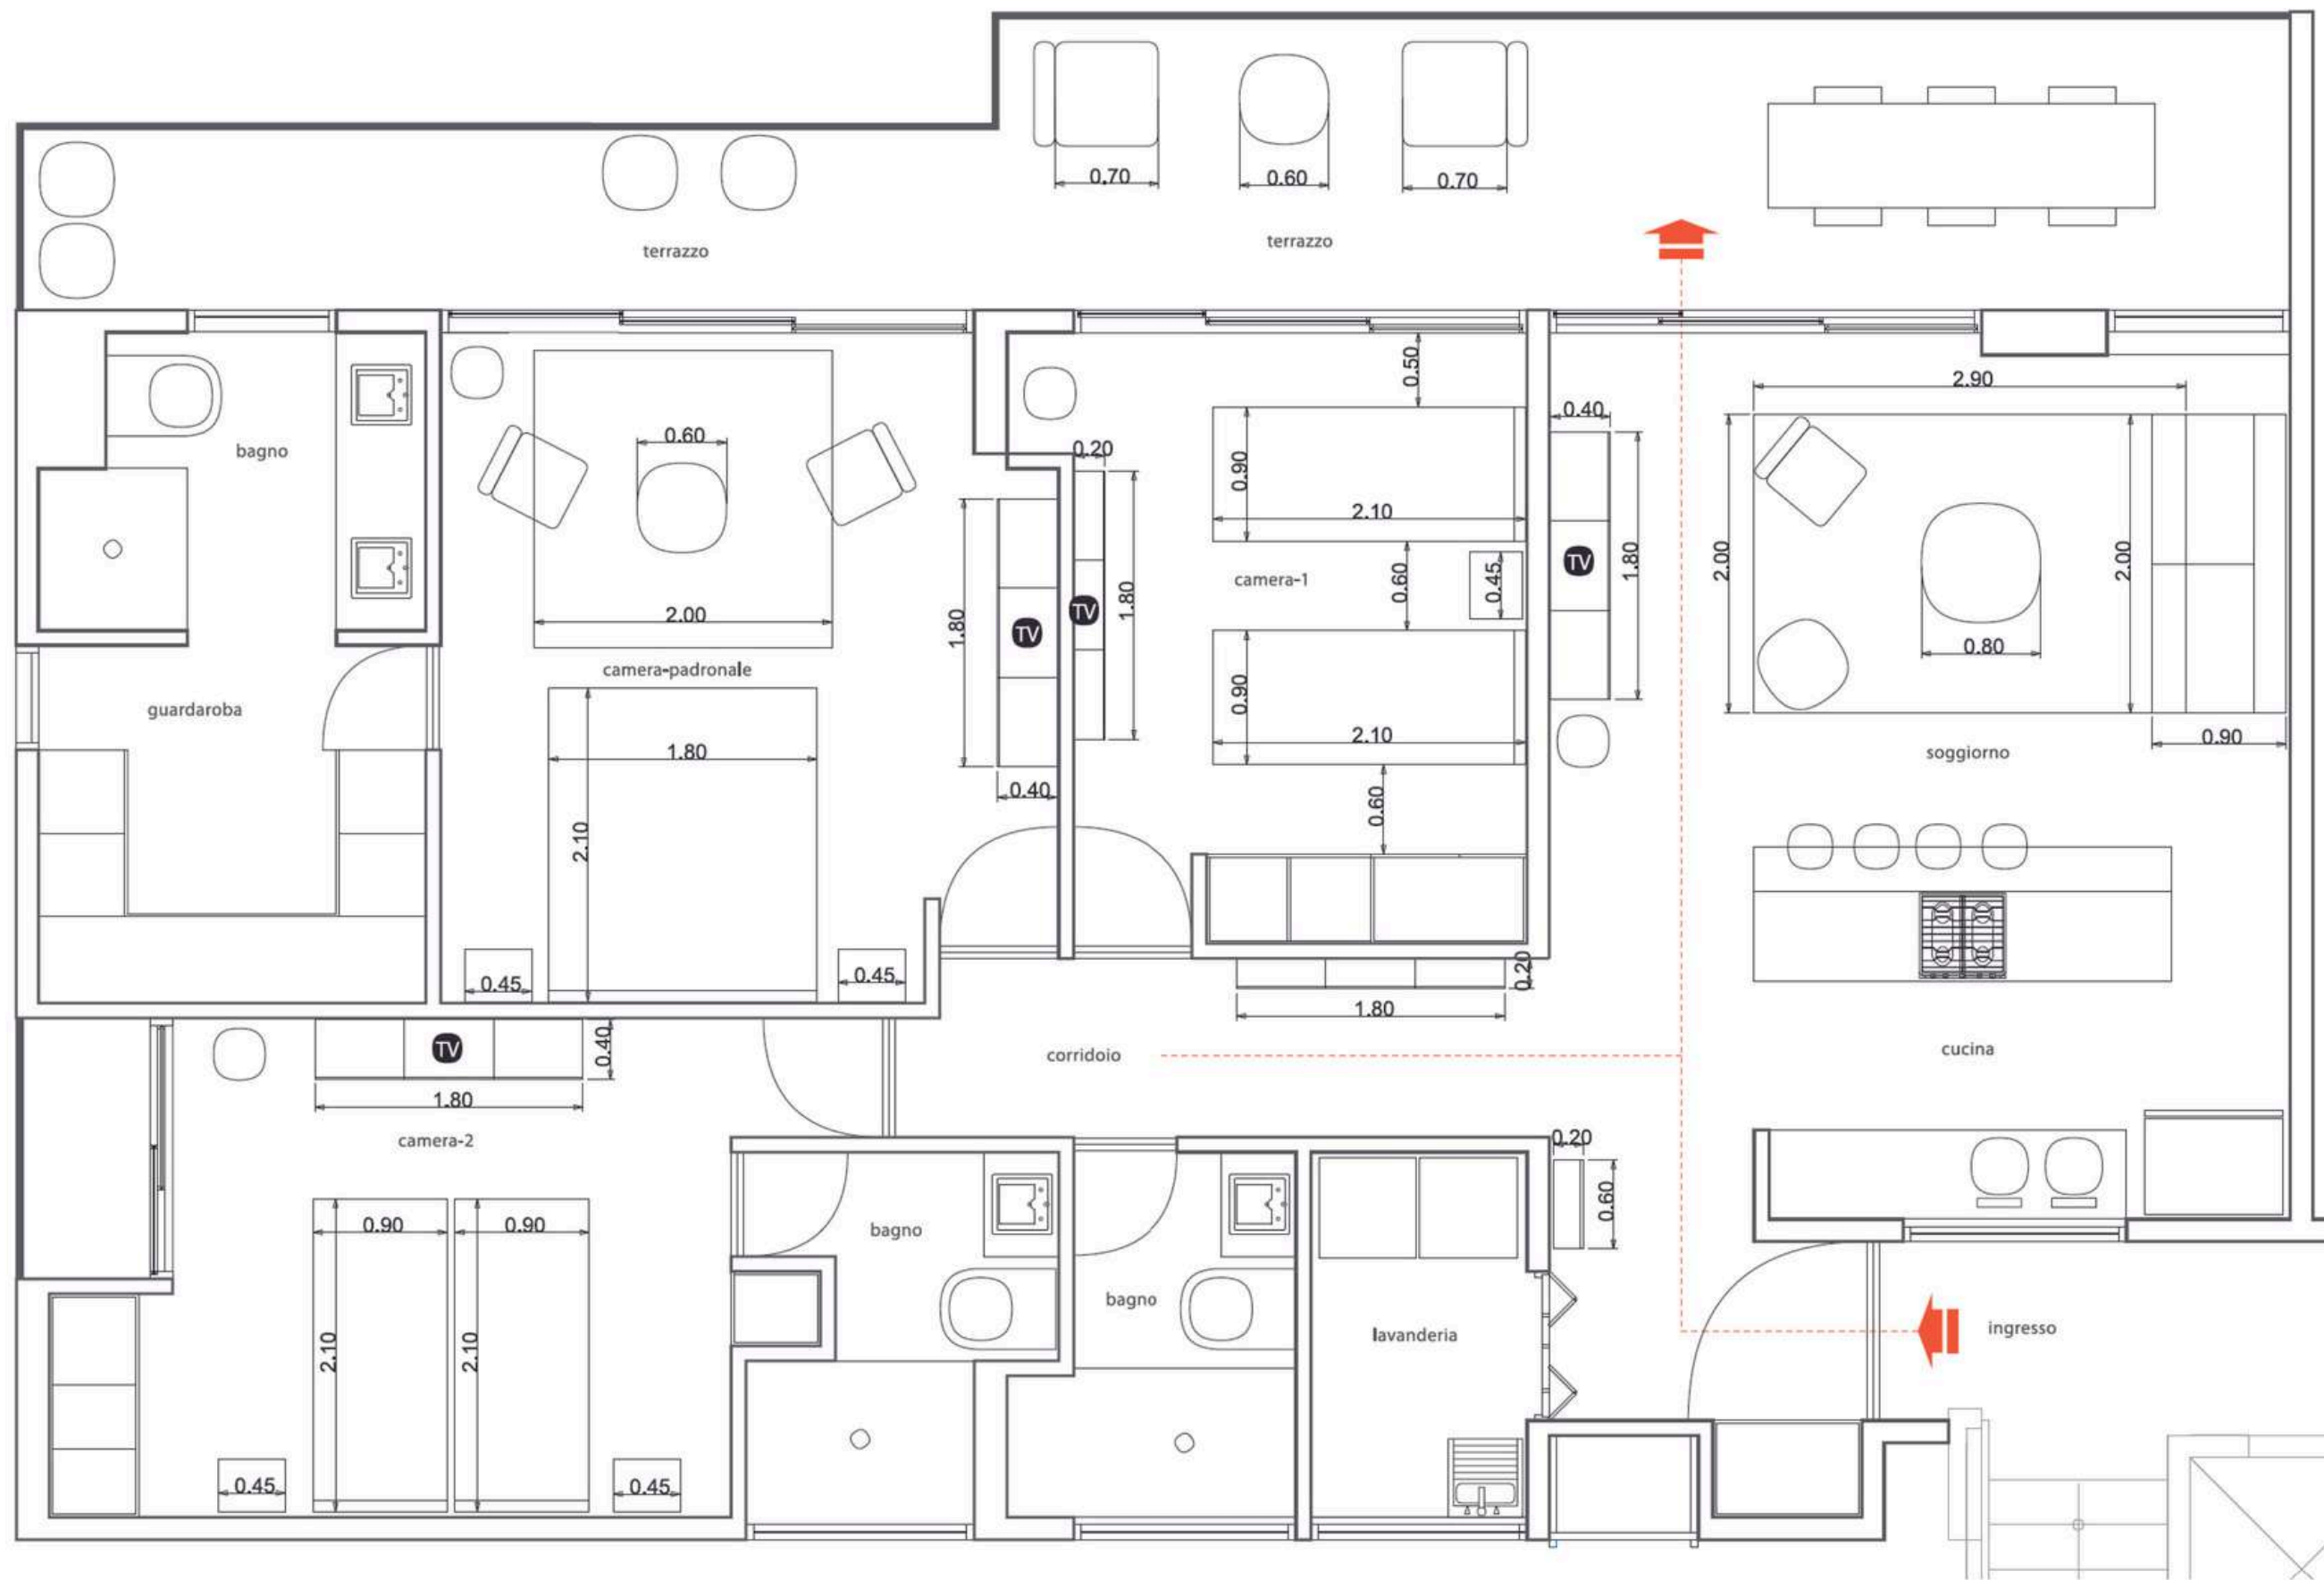 0.70
0.60
0.70
terrazzo
terrazzo
bagno
0.60
2.00
camera-padronale
guardaroba
1.80
2.10
0.45
0.45
1.80
TV
0.40
0.20
TV
1.80
0.50
0.90
2.10
camera-1
0.60
0.45
0.90
2.10
0.60
0.40
TV
1.80
2.90
2.00
2.00
0.80
0.90
soggiorno
0.20
1.80
corridoio
cucina
TV
0.40
1.80
camera-2
0.90
0.90
2.10
2.10
0.45
0.45
bagno
bagno
lavanderia
0.20
0.60
ingresso